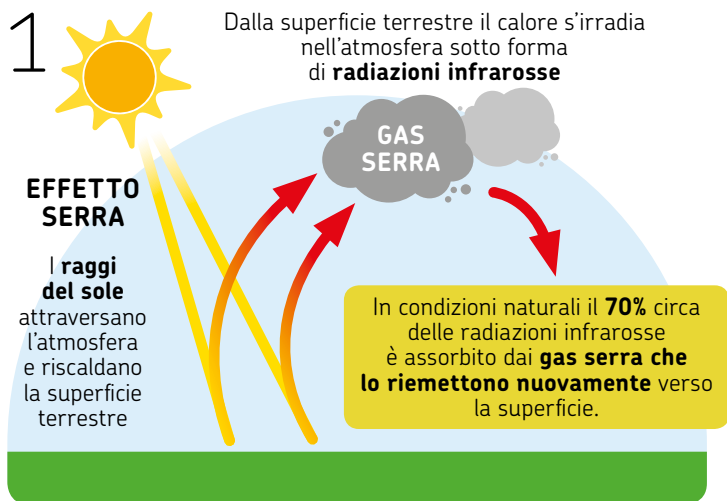 1
Dalla superficie terrestre il calore s'irradia
nell'atmosfera sotto forma
di radiazioni infrarosse
GAS
SERRA
EFFETTO
SERRA
I raggi
del sole
attraversano
l'atmosfera
e riscaldano
la superficie
terrestre
In condizioni naturali il 70% circa
delle radiazioni infrarosse
è assorbito dai gas serra che
lo riemettono nuovamente verso
la superficie.